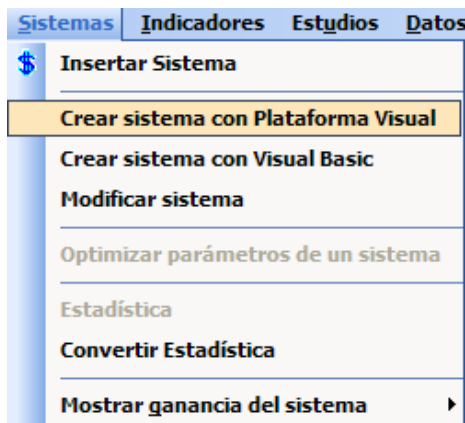 Sistemas Indicadores Estudios Datos
$ Insertar Sistema
Crear sistema con Plataforma Visual
Crear sistema con Visual Basic
Modificar sistema
Optimizar parámetros de un sistema
Estadística
Convertir Estadística
Mostrar ganancia del sistema